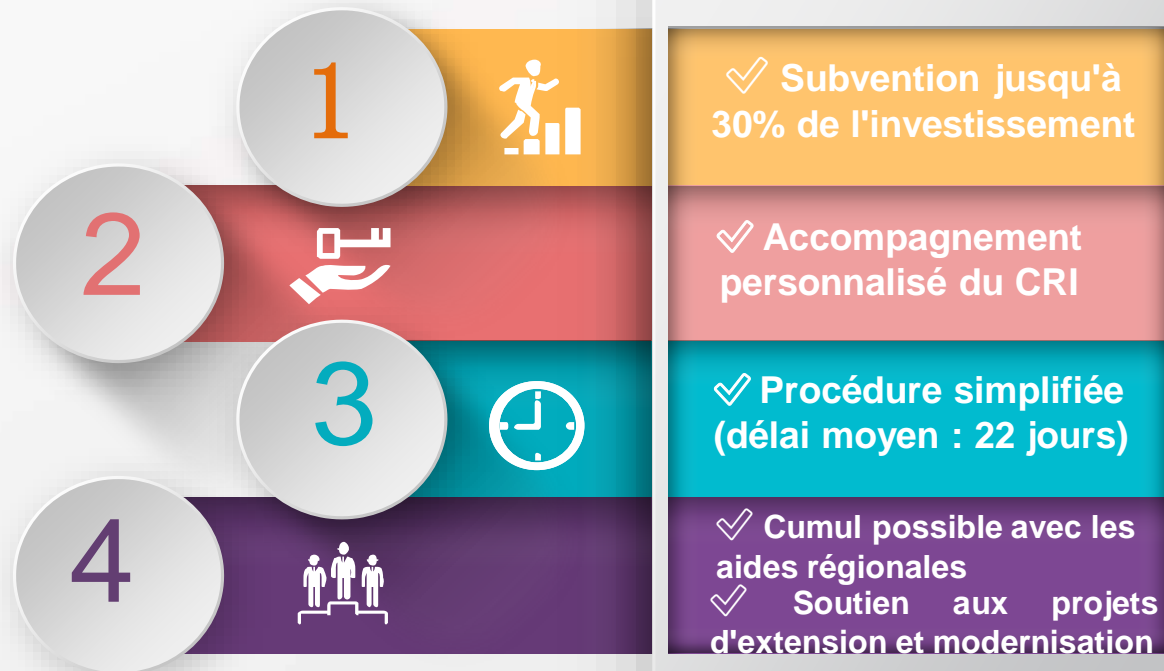 1
✓ Subvention jusqu'à
30% de l'investissement
2
✓ Accompagnement
personnalisé du CRI
3
✓ Procédure simplifiée
(délai moyen : 22 jours)
4
✓ Cumul possible avec les
aides régionales
✓ Soutien aux projets
d'extension et modernisation